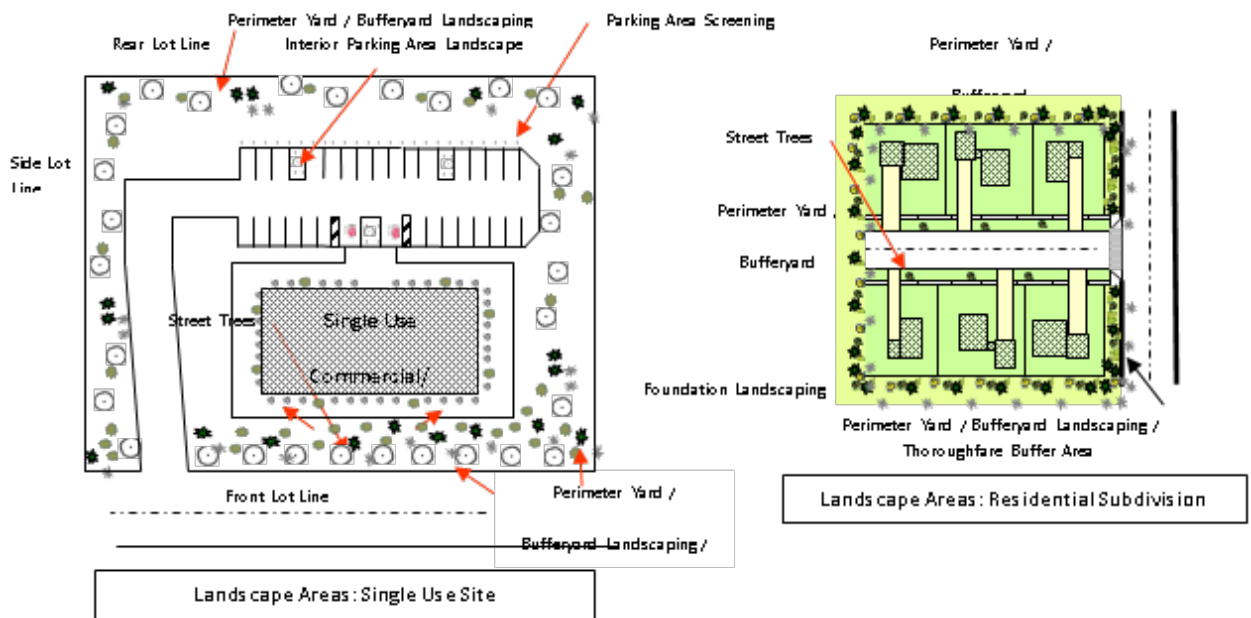 Perimeter Yard / Bufferyard Landscaping
Parking Area Screening
Rear Lot Line
Interior Parking Area Landscape
Side Lot
Line
Street Trees
Single Use
Commercial/
Front Lot Line
Perimeter Yard /
Bufferyard Landscaping /
Landscape Areas: Single Use Site
Perimeter Yard /
Bufferyard
Street Trees
Perimeter Yard /
Bufferyard
Foundation Landscaping
Perimeter Yard / Bufferyard Landscaping /
Thoroughfare Buffer Area
Landscape Areas: Residential Subdivision